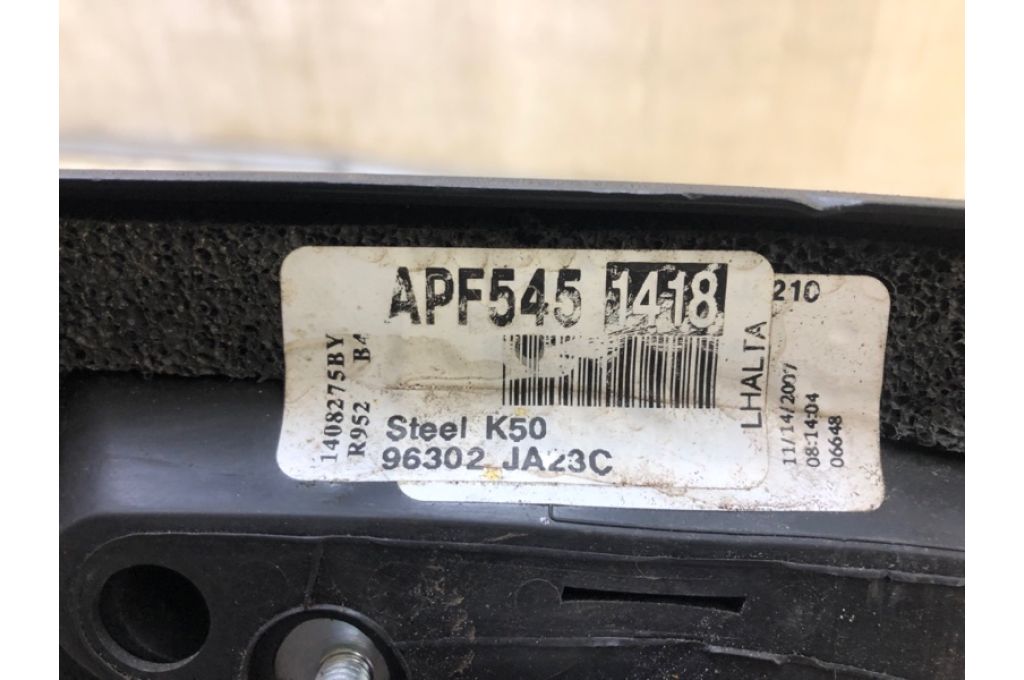 APF545 1418
1408275BY
R952 B4
Steel K50
96302 JA23C
LHALTA
210
11/14/2007
08:14:04
06648